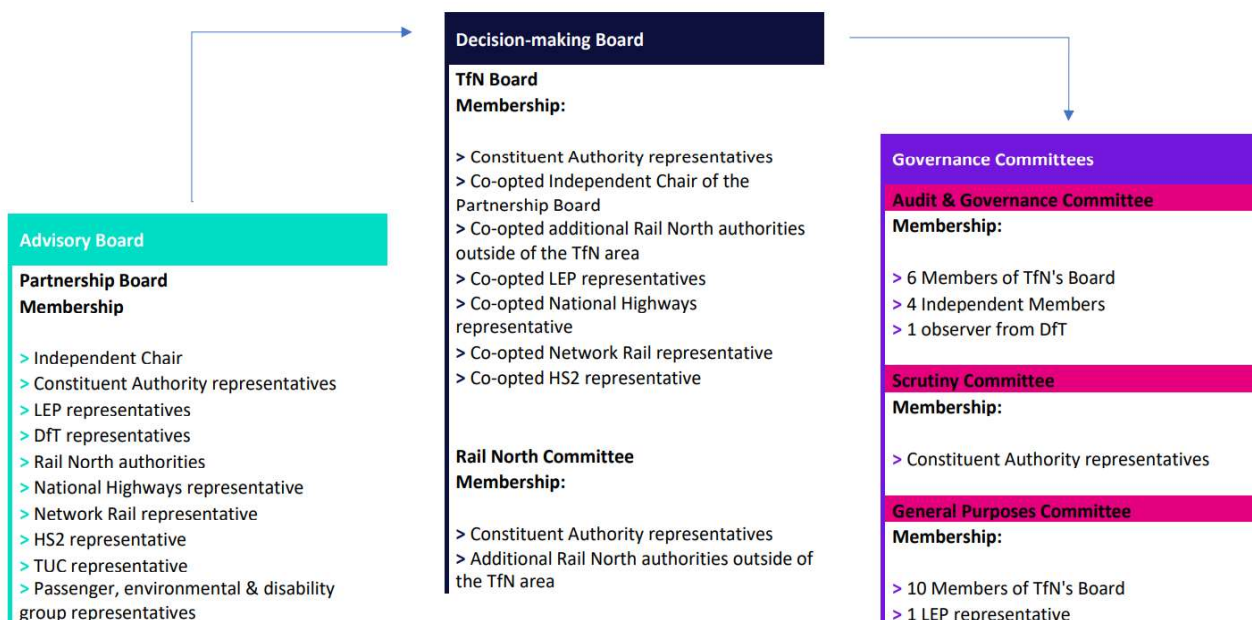 Advisory Board
Partnership Board
Membership
> Independent Chair
> Constituent Authority representatives
> LEP representatives
> DfT representatives
> Rail North authorities
> National Highways representative
> Network Rail representative
> HS2 representative
> TUC representative
> Passenger, environmental & disability
group representatives
Decision-making Board
TfN Board
Membership:
> Constituent Authority representatives
> Co-opted Independent Chair of the
Partnership Board
> Co-opted additional Rail North authorities
outside of the TfN area
> Co-opted LEP representatives
> Co-opted National Highways
representative
> Co-opted Network Rail representative
> Co-opted HS2 representative
Rail North Committee
Membership:
> Constituent Authority representatives
> Additional Rail North authorities outside of
the TfN area
Governance Committees
Audit & Governance Committee
Membership:
> 6 Members of TfN's Board
> 4 Independent Members
> 1 observer from DfT
Scrutiny Committee
Membership:
> Constituent Authority representatives
General Purposes Committee
Membership:
> 10 Members of TfN's Board
> 1 LEP representative